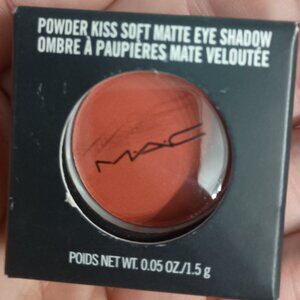 POWDER KISS SOFT MATTE EYE SHADOW
OMBRE À PAUPIÈRES MATE VELOUTÉE
MAC
POIDS NET WT. 0.05 OZ./1.5 g